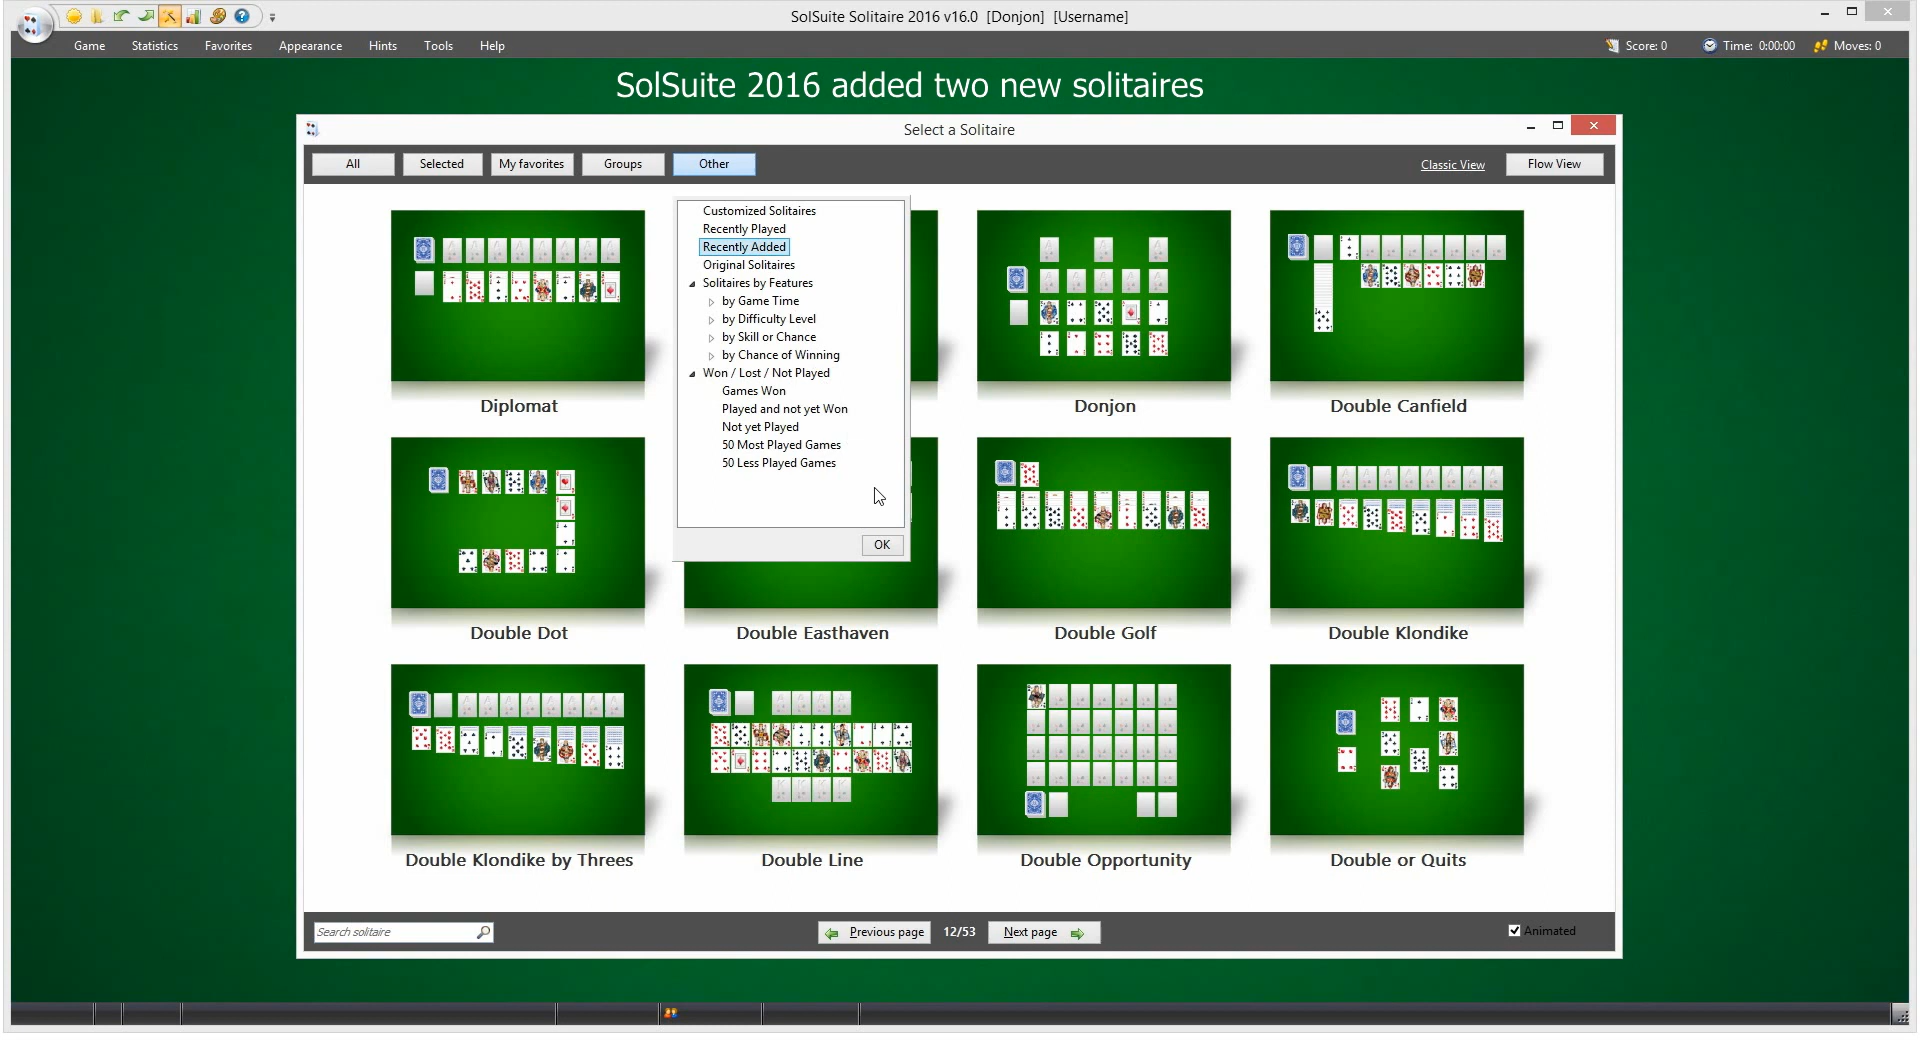 SolSuite Solitaire 2016 v16.0 [Donjon] [Username]
Game Statistics Favorites Appearance Hints Tools Help Score: 0 Time: 0:00:00 Moves: 0
SolSuite 2016 added two new solitaires
Select a Solitaire
All Selected My favorites Groups Other Classic View Flow View
Customized Solitaires
Recently Played
Recently Added
Original Solitaires
Solitaires by Features
by Game Time
by Difficulty Level
by Skill or Chance
by Chance of Winning
Won / Lost / Not Played
Games Won
Played and not yet Won
Not yet Played
50 Most Played Games
50 Less Played Games
OK
Diplomat Donjon Double Canfield
Double Dot Double Easthaven Double Golf Double Klondike
Double Klondike by Threes Double Line Double Opportunity Double or Quits
Search solitaire Previous page 12/53 Next page Animated